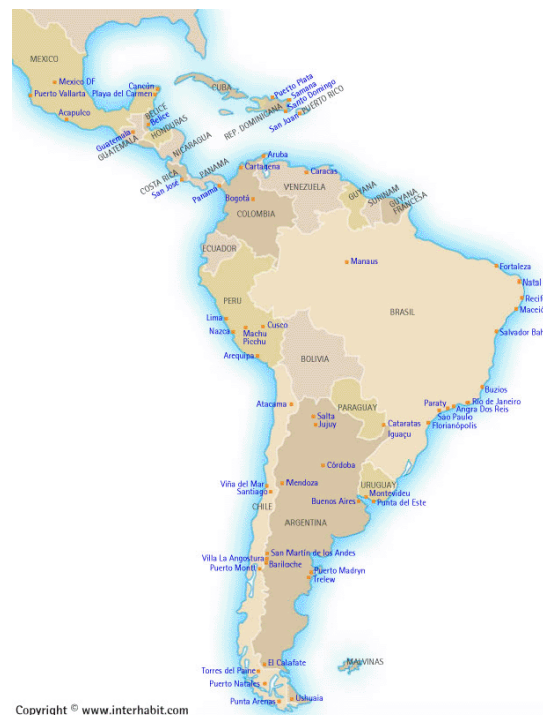 MEXICO
Mexico DF
Puerto Vallarta
Acapulco
Cancún
Playa del Carmen
CUBA
Puerto Plata
Samana
Santo Domingo
REP. DOMINICANA
San Juan
PUERTO RICO
BELICE
Belice
HONDURAS
Guatemala
GUATEMALA
NICARAGUA
COSTA RICA
San José
PANAMA
Panama
Aruba
Cartagena
Caracas
VENEZUELA
GUYANA
SURINAM
GUYANA
FRANCESA
Bogotá
COLOMBIA
ECUADOR
Manaus
Fortaleza
Natal
Recife
Maceió
BRASIL
PERU
Lima
Cusco
Machu
Picchu
Nazca
Arequipa
Salvador Bah
BOLIVIA
Buzios
Atacama
PARAGUAY
Paraty
Rio de Janeiro
Angra Dos Reis
São Paulo
Florianópolis
Salta
Jujuy
Cataratas
Iguaçu
Córdoba
Viña del Mar
Santiago
Mendoza
URUGUAY
Montevideu
Punta del Este
Buenos Aires
CHILE
ARGENTINA
San Martín de los Andes
Villa La Angostura
Bariloche
Puerto Montt
Puerto Madryn
Trelew
El Calafate
MALVINAS
Torres del Paine
Puerto Natales
Punta Arenas
Ushuaia
Copyright © www.interhabit.com